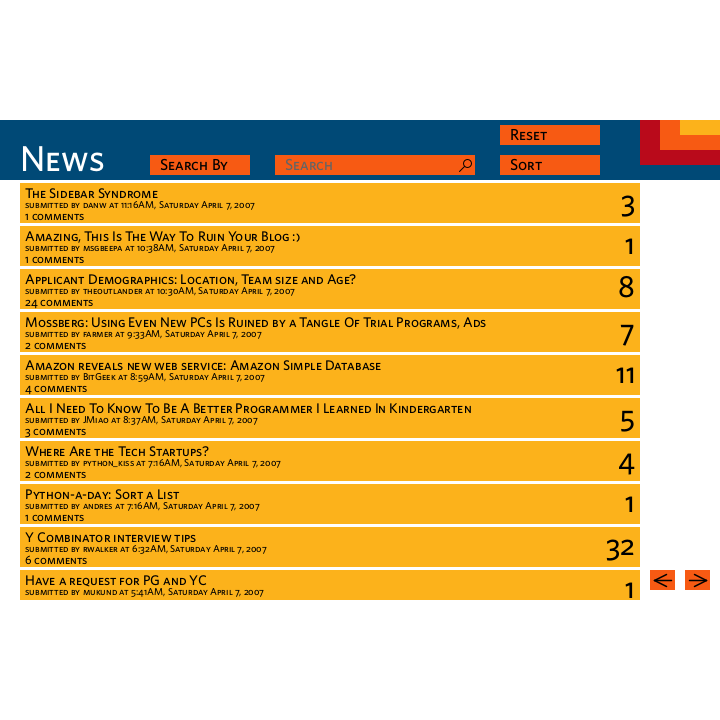 Reset
News
Search By
Search
Sort
The Sidebar Syndrome
submitted by danw at 11:16AM, Saturday April 7, 2007
1 comments
3
Amazing, This Is The Way To Ruin Your Blog :)
submitted by msgbeepa at 10:38AM, Saturday April 7, 2007
1 comments
1
Applicant Demographics: Location, Team size and Age?
submitted by theoutlander at 10:30AM, Saturday April 7, 2007
24 comments
8
Mossberg: Using Even New PCs Is Ruined by a Tangle Of Trial Programs, Ads
submitted by farmer at 9:33AM, Saturday April 7, 2007
2 comments
7
Amazon reveals new web service: Amazon Simple Database
submitted by BitGeek at 8:59AM, Saturday April 7, 2007
4 comments
11
All I Need To Know To Be A Better Programmer I Learned In Kindergarten
submitted by JMiao at 8:37AM, Saturday April 7, 2007
3 comments
5
Where Are the Tech Startups?
submitted by python_kiss at 7:16AM, Saturday April 7, 2007
2 comments
4
Python-a-day: Sort a List
submitted by andres at 7:16AM, Saturday April 7, 2007
1 comments
1
Y Combinator interview tips
submitted by rwalker at 6:32AM, Saturday April 7, 2007
6 comments
32
Have a request for PG and YC
submitted by mukund at 5:41AM, Saturday April 7, 2007
1